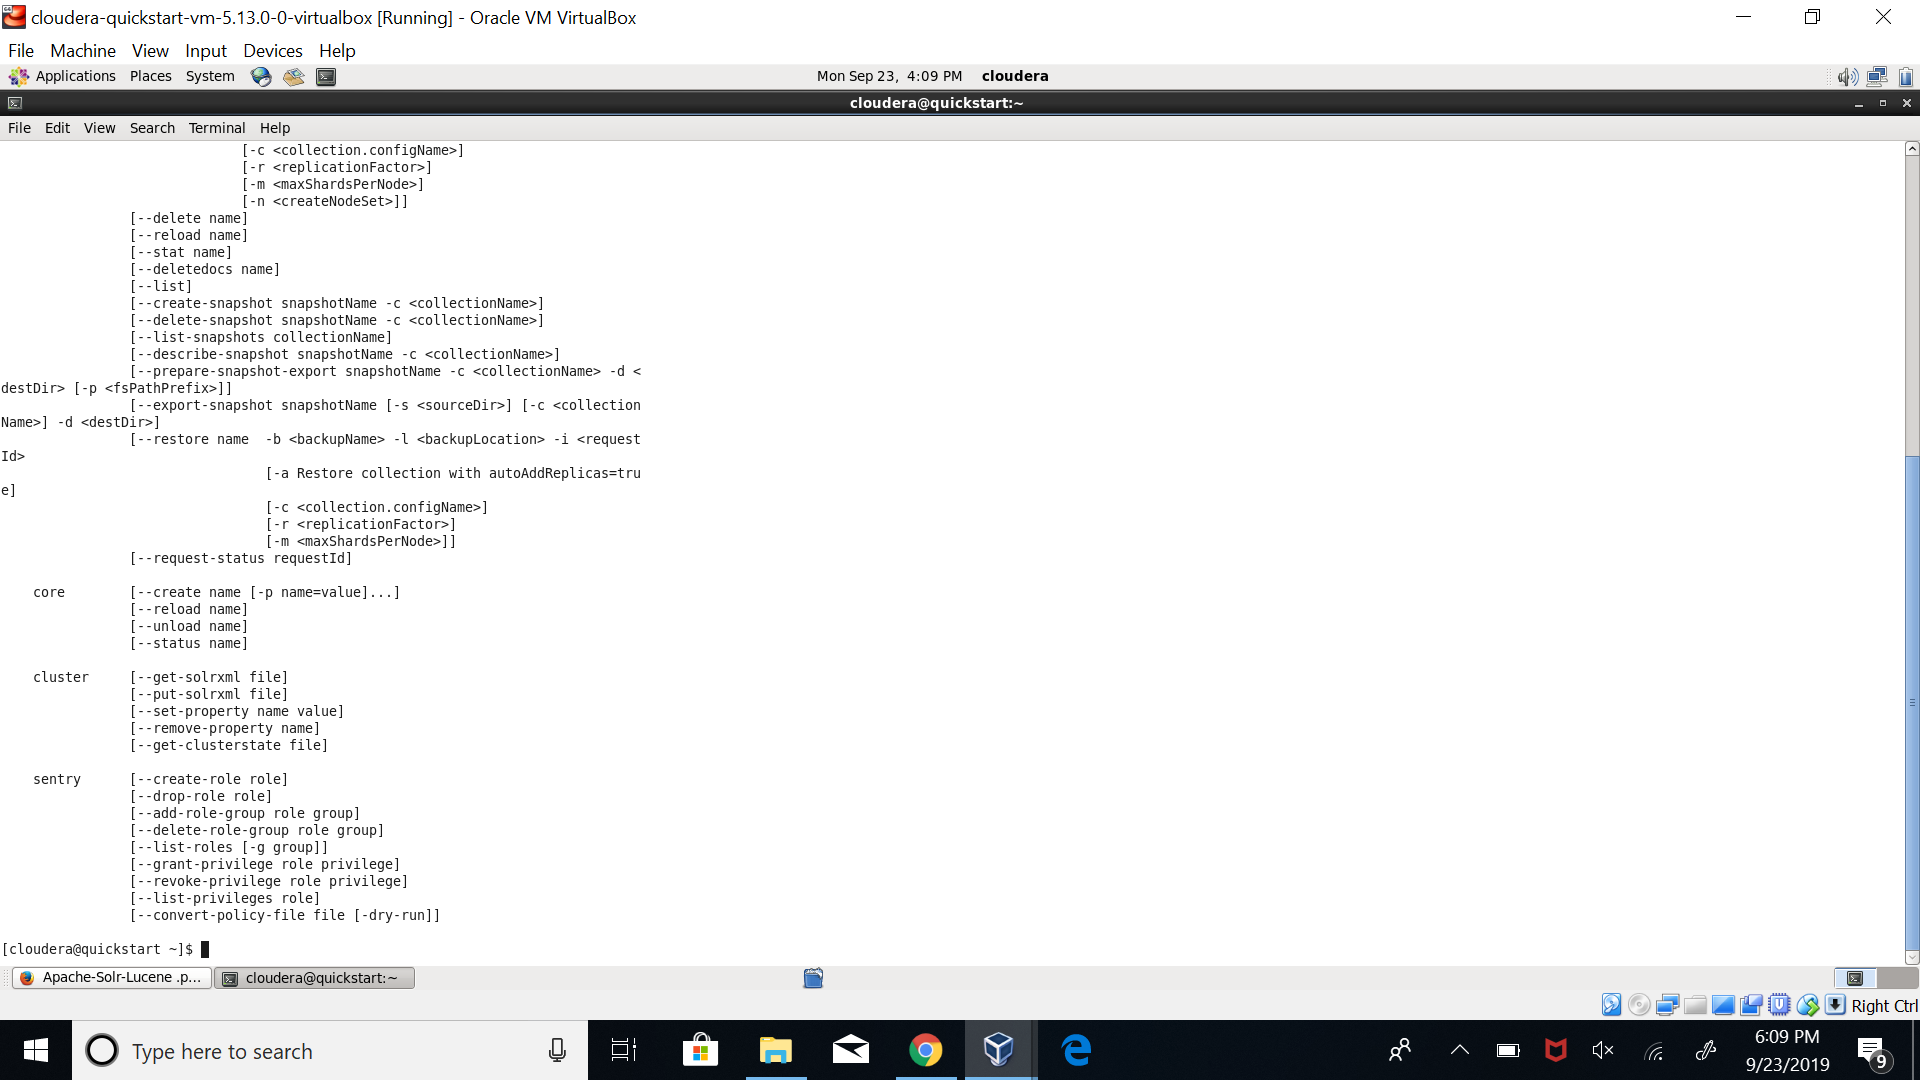 cloudera-quickstart-vm-5.13.0-0-virtualbox [Running] - Oracle VM VirtualBox
File Machine View Input Devices Help
Applications Places System Mon Sep 23, 4:09 PM cloudera
cloudera@quickstart:~
File Edit View Search Terminal Help
[-c <collection.configName>]
[-r <replicationFactor>]
[-m <maxShardsPerNode>]
[-n <createNodeSet>]]
[--delete name]
[--reload name]
[--stat name]
[--deletedocs name]
[--list]
[--create-snapshot snapshotName -c <collectionName>]
[--delete-snapshot snapshotName -c <collectionName>]
[--list-snapshots collectionName]
[--describe-snapshot snapshotName -c <collectionName>]
[--prepare-snapshot-export snapshotName -c <collectionName> -d <
destDir> [-p <fsPathPrefix>]]
[--export-snapshot snapshotName [-s <sourceDir>] [-c <collection
Name>] -d <destDir>]
[--restore name  -b <backupName> -l <backupLocation> -i <request
Id>
[-a Restore collection with autoAddReplicas=tru
e]
[-c <collection.configName>]
[-r <replicationFactor>]
[-m <maxShardsPerNode>]]
[--request-status requestId]
core [--create name [-p name=value]...]
[--reload name]
[--unload name]
[--status name]
cluster [--get-solrxml file]
[--put-solrxml file]
[--set-property name value]
[--remove-property name]
[--get-clusterstate file]
sentry [--create-role role]
[--drop-role role]
[--add-role-group role group]
[--delete-role-group role group]
[--list-roles [-g group]]
[--grant-privilege role privilege]
[--revoke-privilege role privilege]
[--list-privileges role]
[--convert-policy-file file [-dry-run]]
[cloudera@quickstart ~]$
Apache-Solr-Lucene .p... cloudera@quickstart:~
Right Ctrl
Type here to search
6:09 PM
9/23/2019
9